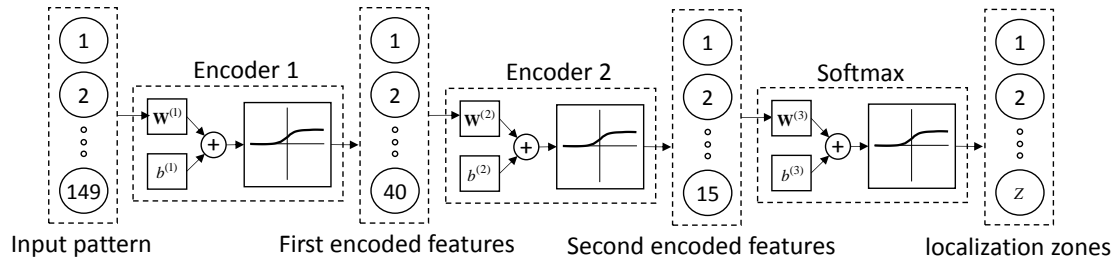 1
2
149
Input pattern
Encoder 1
W(1)
b(1)
+
1
2
40
First encoded features
Encoder 2
W(2)
b(2)
+
1
2
15
Second encoded features
Softmax
W(3)
b(3)
+
1
2
Z
localization zones